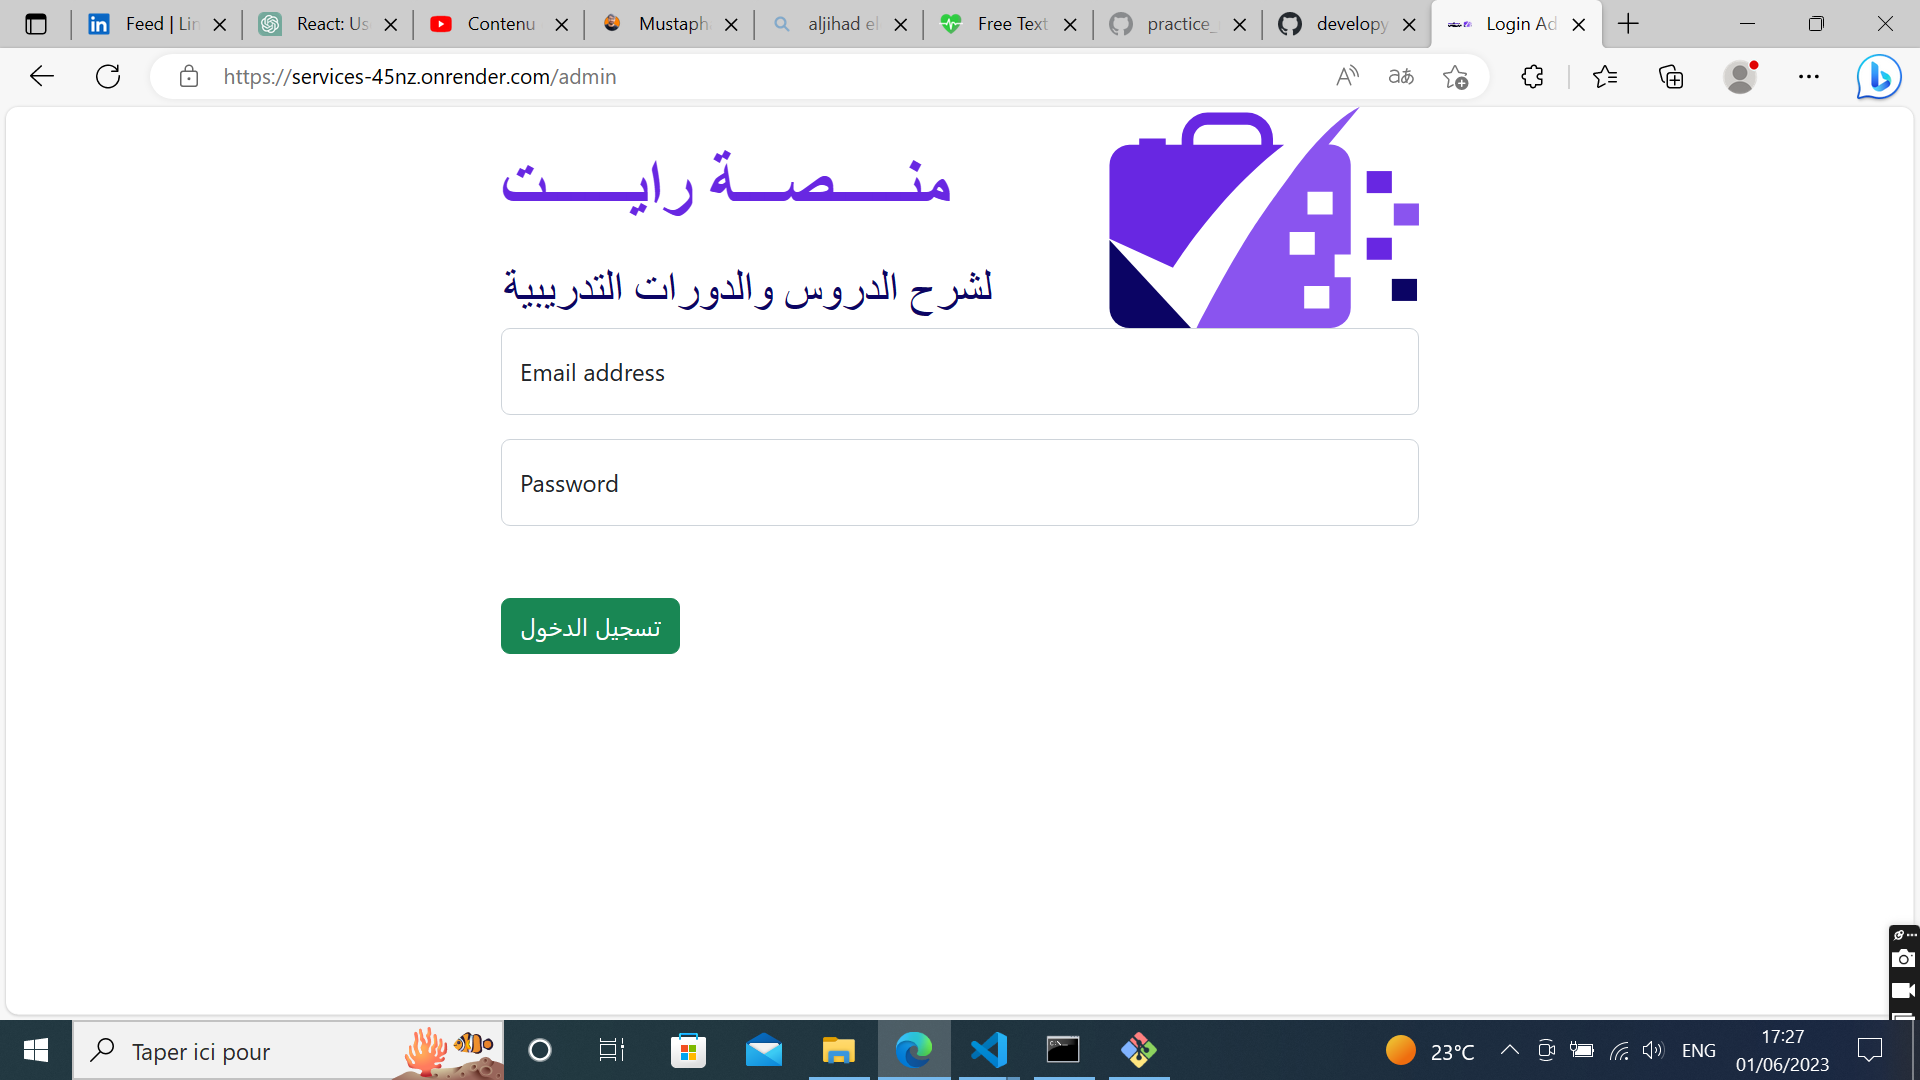 Feed | Lin
React: Us
Contenu
Mustaph
aljihad el
Free Text
practice_
develop
Login Ad
https://services-45nz.onrender.com/admin
منـــــصـــة رايــــــت
لشرح الدروس والدورات التدريبية
Email address
Password
تسجيل الدخول
Taper ici pour
23°C
ENG
17:27
01/06/2023